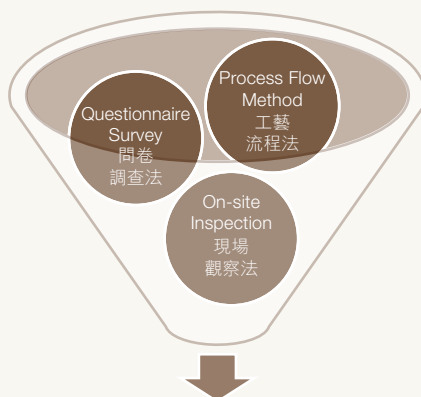 Process Flow
Method
工藝
流程法
Questionnaire
Survey
問卷
調查法
On-site
Inspection
現場
觀察法